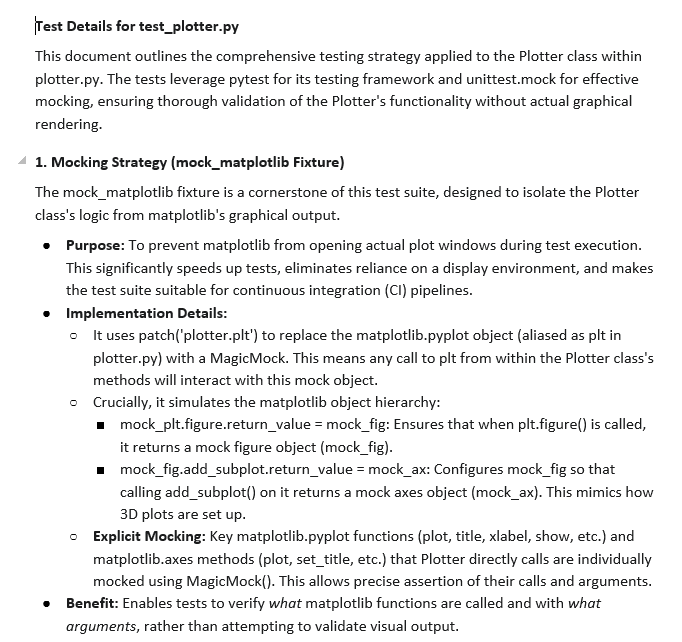 Test Details for test_plotter.py
This document outlines the comprehensive testing strategy applied to the Plotter class within
plotter.py. The tests leverage pytest for its testing framework and unittest.mock for effective
mocking, ensuring thorough validation of the Plotter's functionality without actual graphical
rendering.
1. Mocking Strategy (mock_matplotlib Fixture)
The mock_matplotlib fixture is a cornerstone of this test suite, designed to isolate the Plotter
class's logic from matplotlib's graphical output.
● Purpose: To prevent matplotlib from opening actual plot windows during test execution.
This significantly speeds up tests, eliminates reliance on a display environment, and makes
the test suite suitable for continuous integration (CI) pipelines.
● Implementation Details:
○ It uses patch('plotter.plt') to replace the matplotlib.pyplot object (aliased as plt in
plotter.py) with a MagicMock. This means any call to plt from within the Plotter class's
methods will interact with this mock object.
○ Crucially, it simulates the matplotlib object hierarchy:
■ mock_plt.figure.return_value = mock_fig: Ensures that when plt.figure() is called,
it returns a mock figure object (mock_fig).
■ mock_fig.add_subplot.return_value = mock_ax: Configures mock_fig so that
calling add_subplot() on it returns a mock axes object (mock_ax). This mimics how
3D plots are set up.
○ Explicit Mocking: Key matplotlib.pyplot functions (plot, title, xlabel, show, etc.) and
matplotlib.axes methods (plot, set_title, etc.) that Plotter directly calls are individually
mocked using MagicMock(). This allows precise assertion of their calls and arguments.
● Benefit: Enables tests to verify what matplotlib functions are called and with what
arguments, rather than attempting to validate visual output.